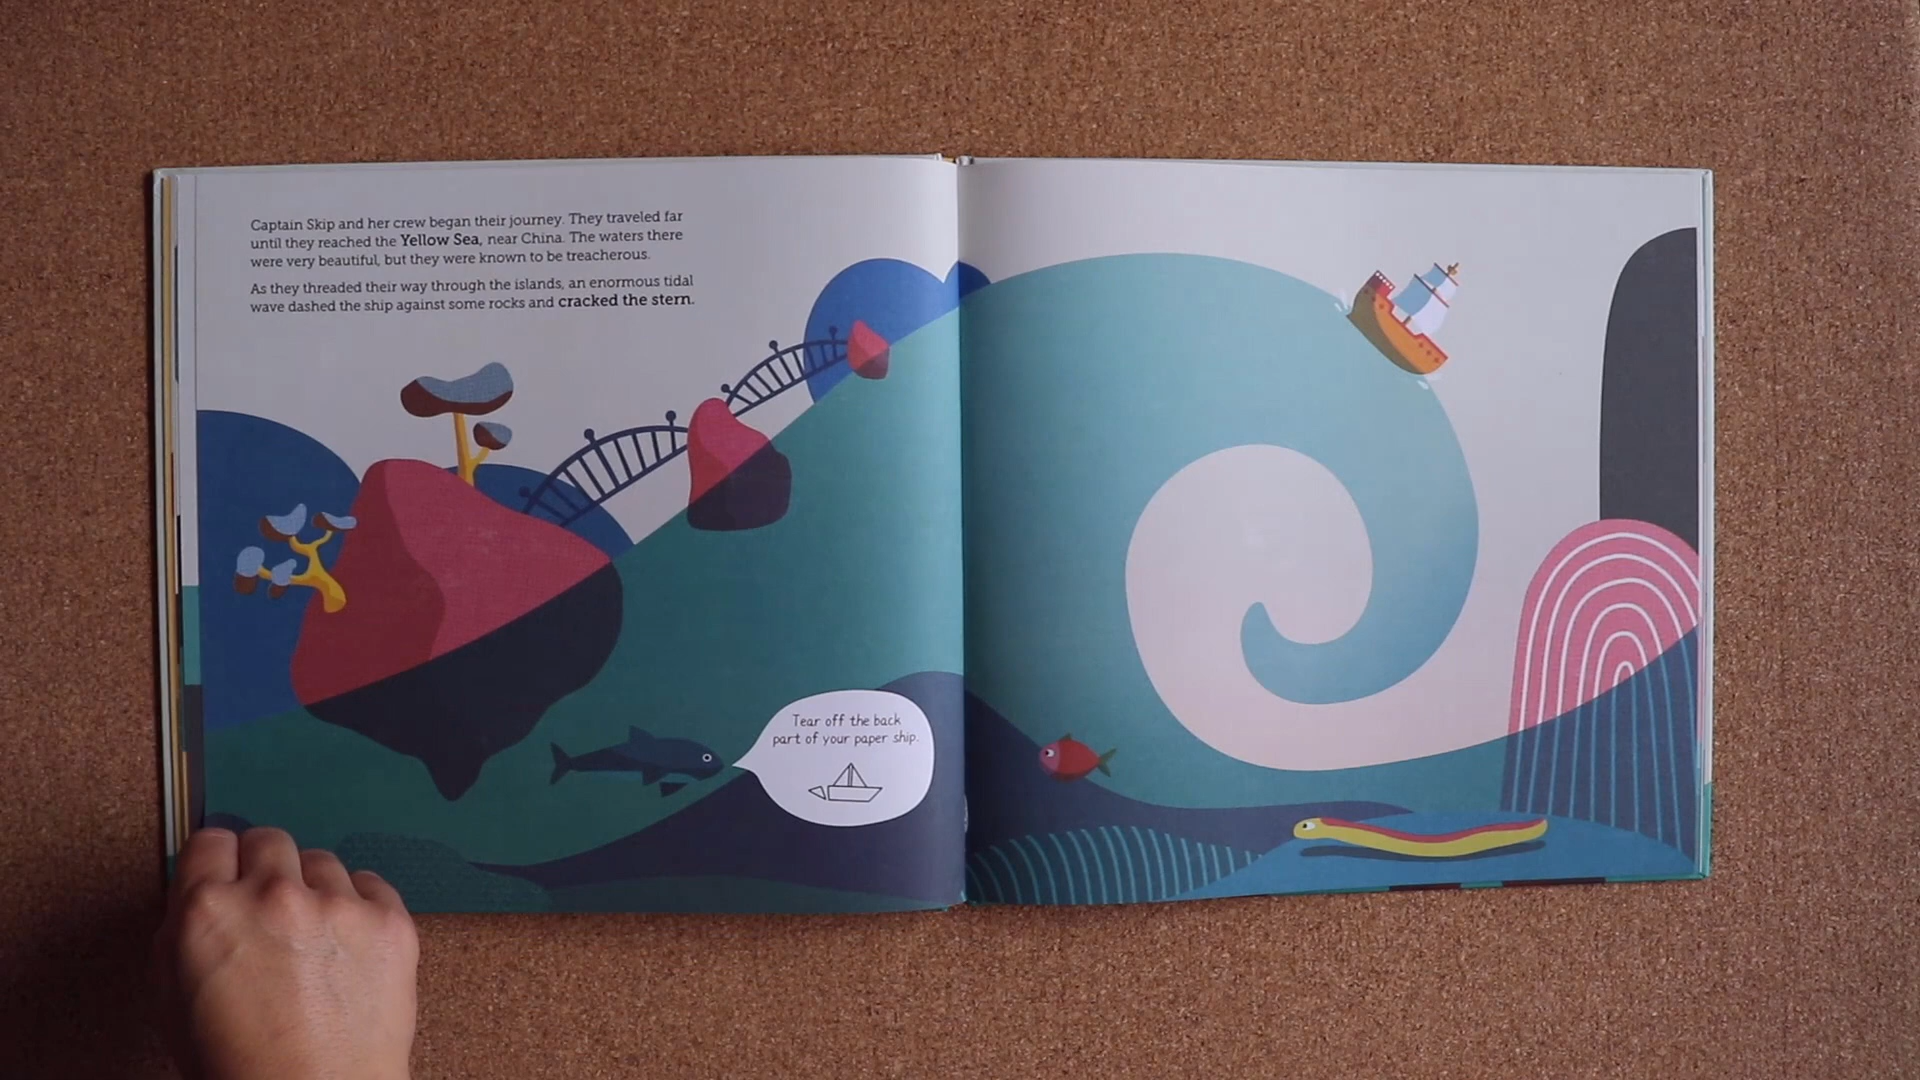 Captain Skip and her crew began their journey. They traveled far
until they reached the Yellow Sea, near China. The waters there
were very beautiful, but they were known to be treacherous.
As they threaded their way through the islands, an enormous tidal
wave dashed the ship against some rocks and cracked the stern.
Tear off the back
part of your paper ship.